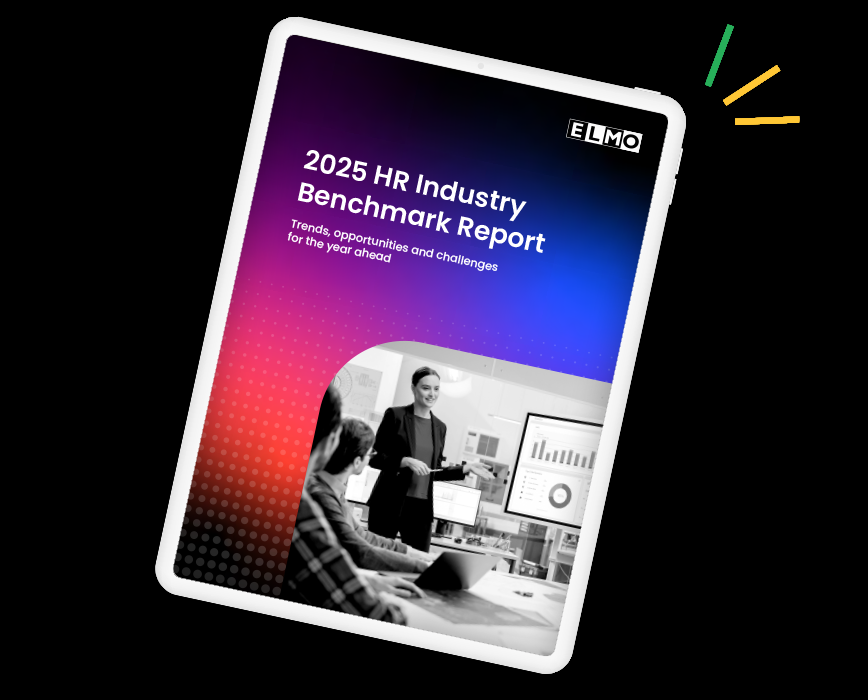 ELMO
2025 HR Industry
Benchmark Report
Trends, opportunities and challenges
for the year ahead